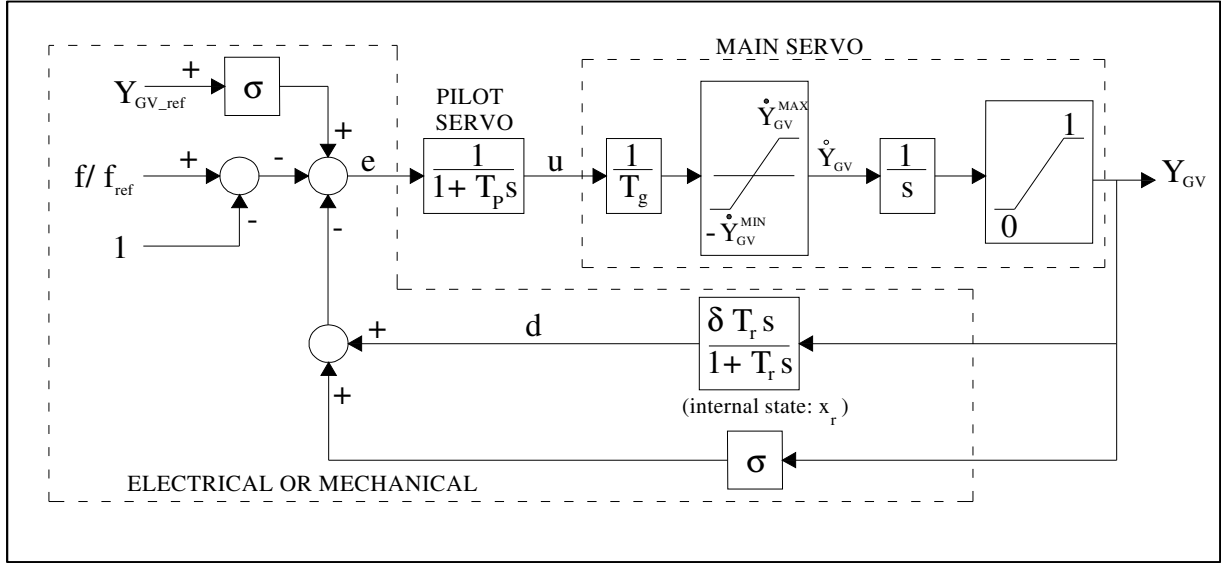 MAIN SERVO
+
Y_GV_ref
σ
PILOT
SERVO
+
Ẏ_GV^MAX
1
f/ f_ref
+
-
-
e
1
1+ T_P s
u
1
T_g
Ẏ_GV
1
s
Y_GV
- Ẏ_GV^MIN
0
1
-
-
+
d
δ T_r s
1+ T_r s
+
(internal state: x_r )
σ
ELECTRICAL OR MECHANICAL